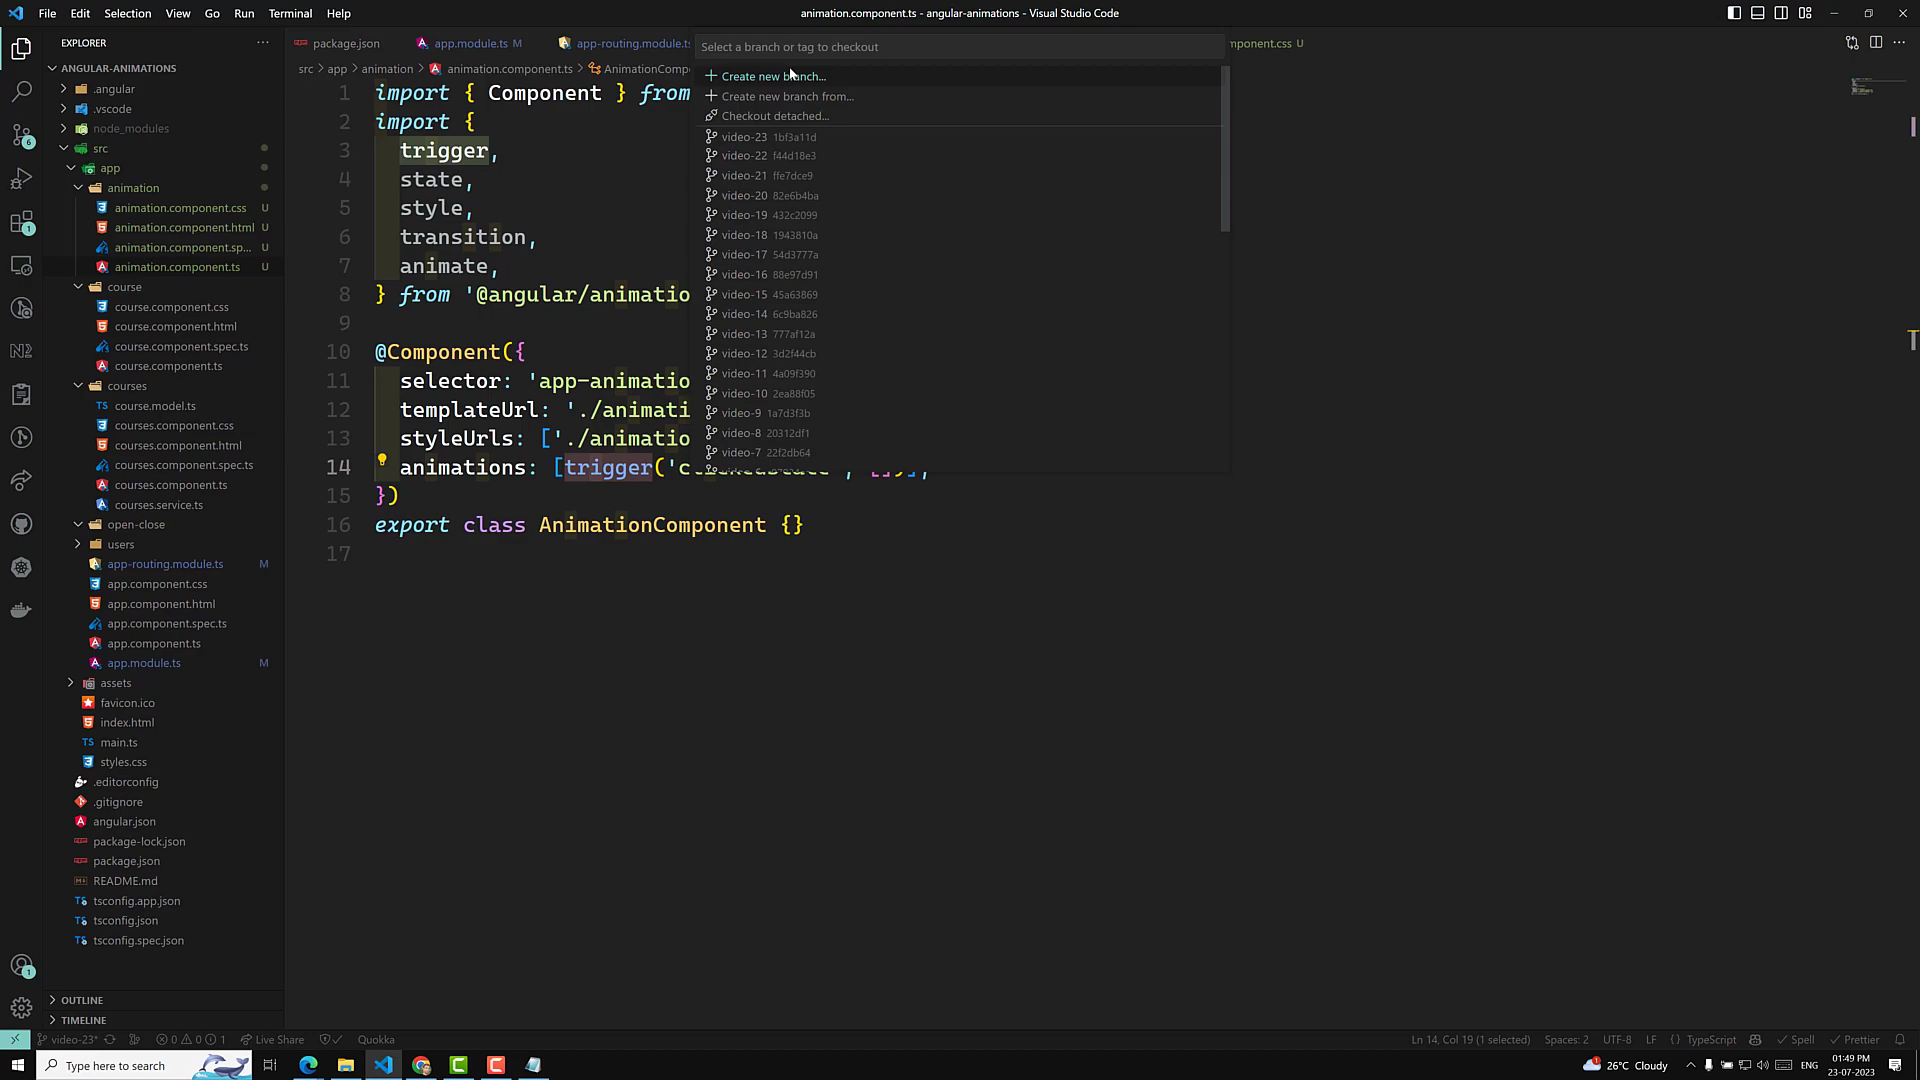 File Edit Selection View Go Run Terminal Help
animation.component.ts - angular-animations - Visual Studio Code
EXPLORER
ANGULAR-ANIMATIONS
.angular
.vscode
node_modules
src
app
animation
animation.component.css U
animation.component.html U
animation.component.sp... U
animation.component.ts U
course
course.component.css
course.component.html
course.component.spec.ts
course.component.ts
courses
course.model.ts
courses.component.css
courses.component.html
courses.component.spec.ts
courses.component.ts
courses.service.ts
open-close
users
app-routing.module.ts M
app.component.css
app.component.html
app.component.spec.ts
app.component.ts
app.module.ts M
assets
favicon.ico
index.html
main.ts
styles.css
.editorconfig
.gitignore
angular.json
package-lock.json
package.json
README.md
tsconfig.app.json
tsconfig.json
tsconfig.spec.json
OUTLINE
TIMELINE
package.json app.module.ts M app-routing.module.ts mponent.css U
src > app > animation > animation.component.ts > AnimationComp
1 import { Component } from
2 import {
3 trigger,
4 state,
5 style,
6 transition,
7 animate,
8 } from '@angular/animatio
9
10 @Component({
11 selector: 'app-animatio
12 templateUrl: './animati
13 styleUrls: ['./animatio
14 animations: [trigger('
15 })
16 export class AnimationComponent {}
17
Select a branch or tag to checkout
Create new branch...
Create new branch from...
Checkout detached...
video-23 1bf3a11d
video-22 f44d18e3
video-21 ffe7dce9
video-20 82e6b4ba
video-19 432c2099
video-18 1943810a
video-17 54d3777a
video-16 88e97d91
video-15 45a63869
video-14 6c9ba826
video-13 777af12a
video-12 3d2f44cb
video-11 4a09f390
video-10 2ea88f05
video-9 1a7d3f3b
video-8 20312df1
video-7 22f2db64
video-23* 0 0 1 Live Share Quokka
Ln 14, Col 19 (1 selected) Spaces: 2 UTF-8 LF {} TypeScript Spell Prettier
Type here to search
26°C Cloudy ENG
01:49 PM
23-07-2023